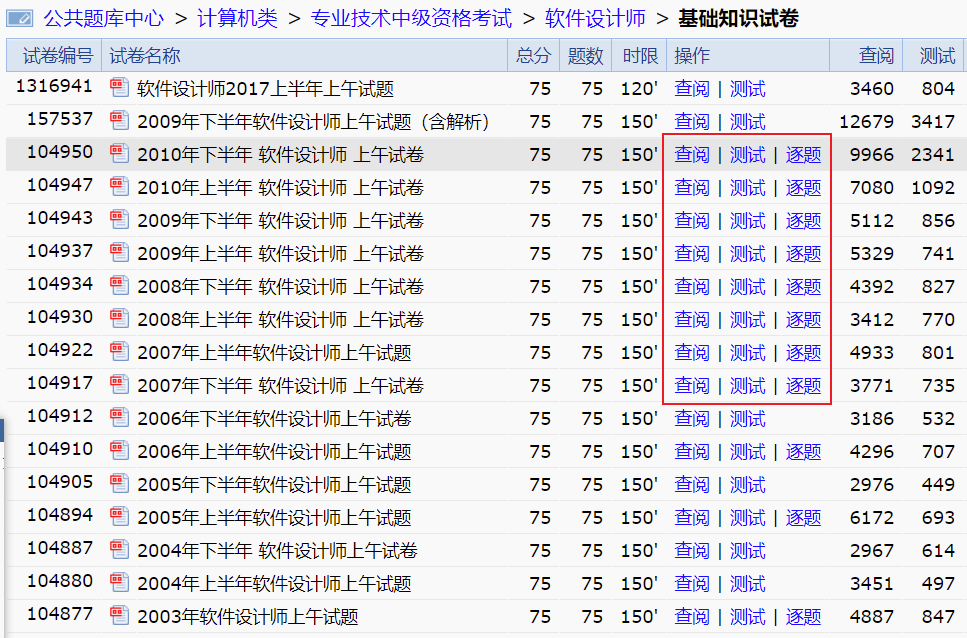 公共题库中心 > 计算机类 > 专业技术中级资格考试 > 软件设计师 > 基础知识试卷
试卷编号 试卷名称 总分 题数 时限 操作 查阅 测试
1316941 软件设计师2017上半年上午试题 75 75 120' 查阅 | 测试 3460 804
157537 2009年下半年软件设计师上午试题（含解析） 75 75 150' 查阅 | 测试 12679 3417
104950 2010年下半年 软件设计师 上午试卷 75 75 150' 查阅 | 测试 | 逐题 9966 2341
104947 2010年上半年 软件设计师 上午试卷 75 75 150' 查阅 | 测试 | 逐题 7080 1092
104943 2009年下半年 软件设计师 上午试卷 75 75 150' 查阅 | 测试 | 逐题 5112 856
104937 2009年上半年 软件设计师 上午试卷 75 75 150' 查阅 | 测试 | 逐题 5329 741
104934 2008年下半年 软件设计师 上午试卷 75 75 150' 查阅 | 测试 | 逐题 4392 827
104930 2008年上半年 软件设计师 上午试卷 75 75 150' 查阅 | 测试 | 逐题 3412 770
104922 2007年上半年软件设计师上午试题 75 75 150' 查阅 | 测试 | 逐题 4933 801
104917 2007年下半年 软件设计师 上午试卷 75 75 150' 查阅 | 测试 | 逐题 3771 735
104912 2006年下半年软件设计师上午试卷 75 75 150' 查阅 | 测试 3186 532
104910 2006年上半年软件设计师上午试题 75 75 150' 查阅 | 测试 | 逐题 4296 707
104905 2005年下半年软件设计师上午试题 75 75 150' 查阅 | 测试 2976 449
104894 2005年上半年软件设计师上午试题 75 75 150' 查阅 | 测试 | 逐题 6172 693
104887 2004年下半年 软件设计师上午试卷 75 75 150' 查阅 | 测试 2967 614
104880 2004年上半年软件设计师上午试题 75 75 150' 查阅 | 测试 3451 497
104877 2003年软件设计师上午试题 75 75 150' 查阅 | 测试 | 逐题 4887 847